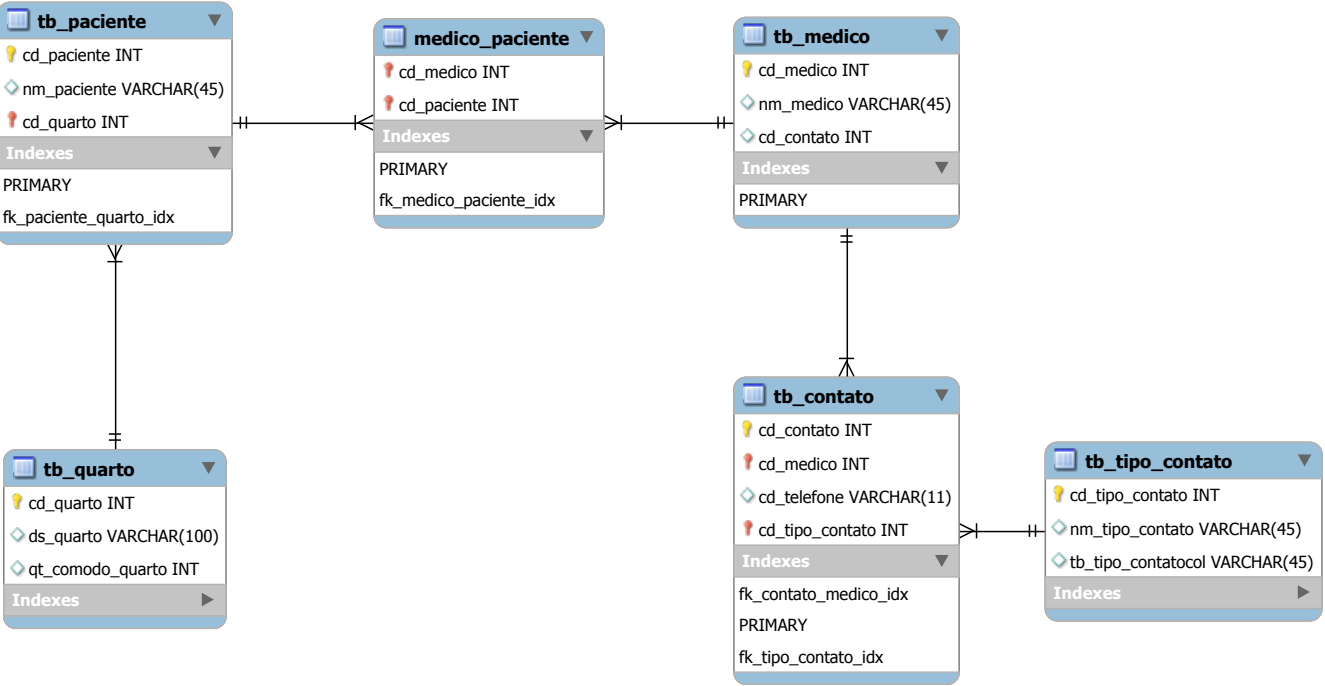 tb_paciente
cd_paciente INT
nm_paciente VARCHAR(45)
cd_quarto INT
Indexes
PRIMARY
fk_paciente_quarto_idx
medico_paciente
cd_medico INT
cd_paciente INT
Indexes
PRIMARY
fk_medico_paciente_idx
tb_medico
cd_medico INT
nm_medico VARCHAR(45)
cd_contato INT
Indexes
PRIMARY
tb_quarto
cd_quarto INT
ds_quarto VARCHAR(100)
qt_comodo_quarto INT
Indexes
tb_contato
cd_contato INT
cd_medico INT
cd_telefone VARCHAR(11)
cd_tipo_contato INT
Indexes
fk_contato_medico_idx
PRIMARY
fk_tipo_contato_idx
tb_tipo_contato
cd_tipo_contato INT
nm_tipo_contato VARCHAR(45)
tb_tipo_contatocol VARCHAR(45)
Indexes